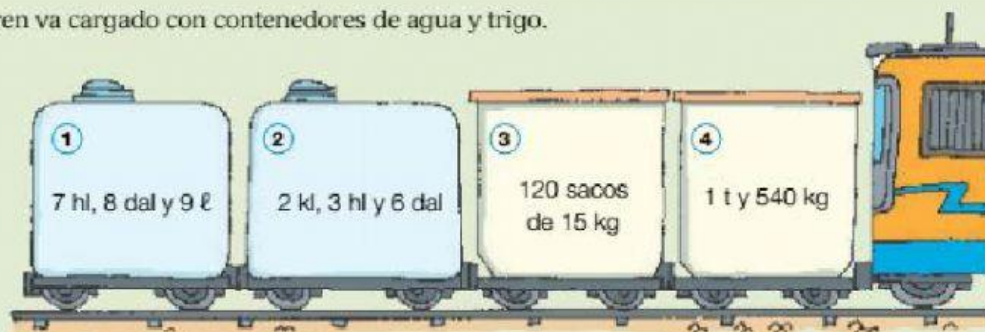 en va cargado con contenedores de agua y trigo.
1
7 hl, 8 dal y 9 ℓ
2
2 kl, 3 hl y 6 dal
3
120 sacos
de 15 kg
4
1 t y 540 kg